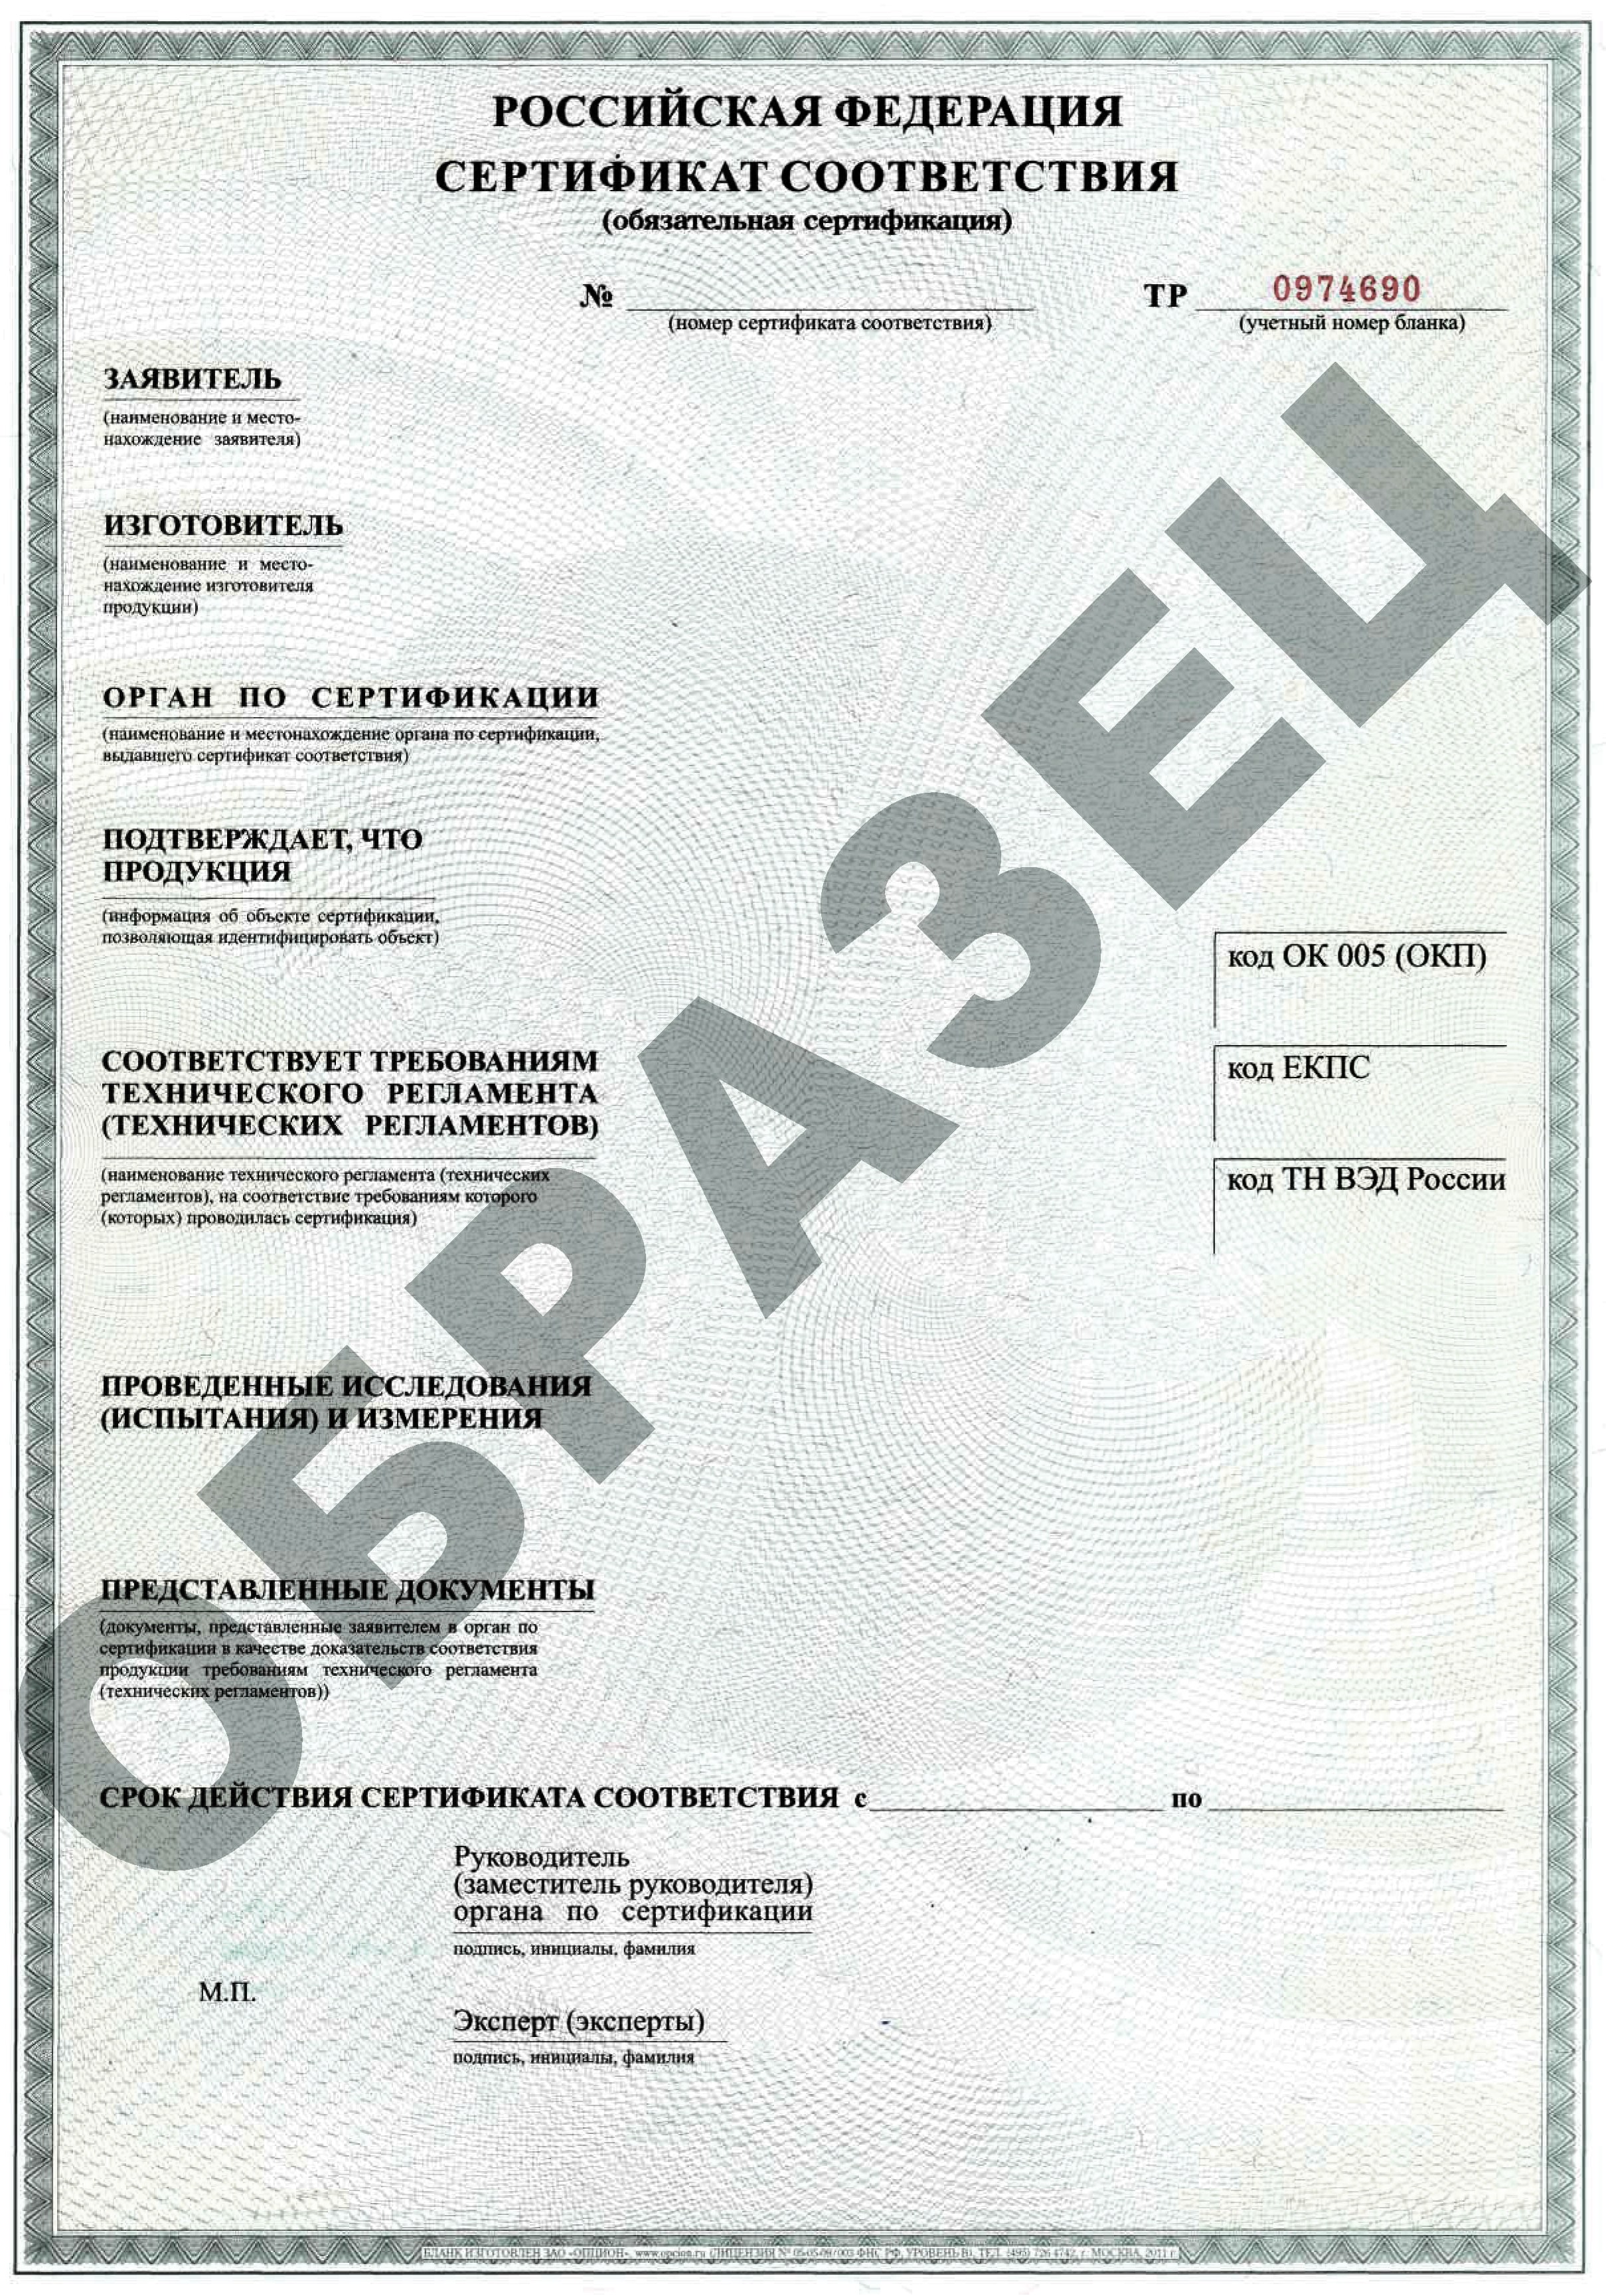 РОССИЙСКАЯ ФЕДЕРАЦИЯ
СЕРТИФИКАТ СООТВЕТСТВИЯ
(обязательная сертификация)
№
(номер сертификата соответствия)
ТР 0974690
(учетный номер бланка)
ЗАЯВИТЕЛЬ
(наименование и место-
нахождение заявителя)
ИЗГОТОВИТЕЛЬ
(наименование и место-
нахождение изготовителя
продукции)
ОРГАН ПО СЕРТИФИКАЦИИ
(наименование и местонахождение органа по сертификации,
выдавшего сертификат соответствия)
ПОДТВЕРЖДАЕТ, ЧТО
ПРОДУКЦИЯ
(информация об объекте сертификации,
позволяющая идентифицировать объект)
код ОК 005 (ОКП)
код ЕКПС
код ТН ВЭД России
СООТВЕТСТВУЕТ ТРЕБОВАНИЯМ
ТЕХНИЧЕСКОГО РЕГЛАМЕНТА
(ТЕХНИЧЕСКИХ РЕГЛАМЕНТОВ)
(наименование технического регламента (технических
регламентов), на соответствие требованиям которого
(которых) проводилась сертификация)
ПРОВЕДЕННЫЕ ИССЛЕДОВАНИЯ
(ИСПЫТАНИЯ) И ИЗМЕРЕНИЯ
ПРЕДСТАВЛЕННЫЕ ДОКУМЕНТЫ
(документы, представленные заявителем в орган по
сертификации в качестве доказательств соответствия
продукции требованиям технического регламента
(технических регламентов))
СРОК ДЕЙСТВИЯ СЕРТИФИКАТА СООТВЕТСТВИЯ с по
Руководитель
(заместитель руководителя)
органа по сертификации
подпись, инициалы, фамилия
М.П.
Эксперт (эксперты)
подпись, инициалы, фамилия
БЛАНК ИЗГОТОВЛЕН ЗАО «ОПЦИОН», www.opcion.ru (ЛИЦЕНЗИЯ № 05-05-09/003 ФНС РФ, УРОВЕНЬ В), ТЕЛ. (495) 726 4742, г. МОСКВА, 2011 г.
ОБРАЗЕЦ